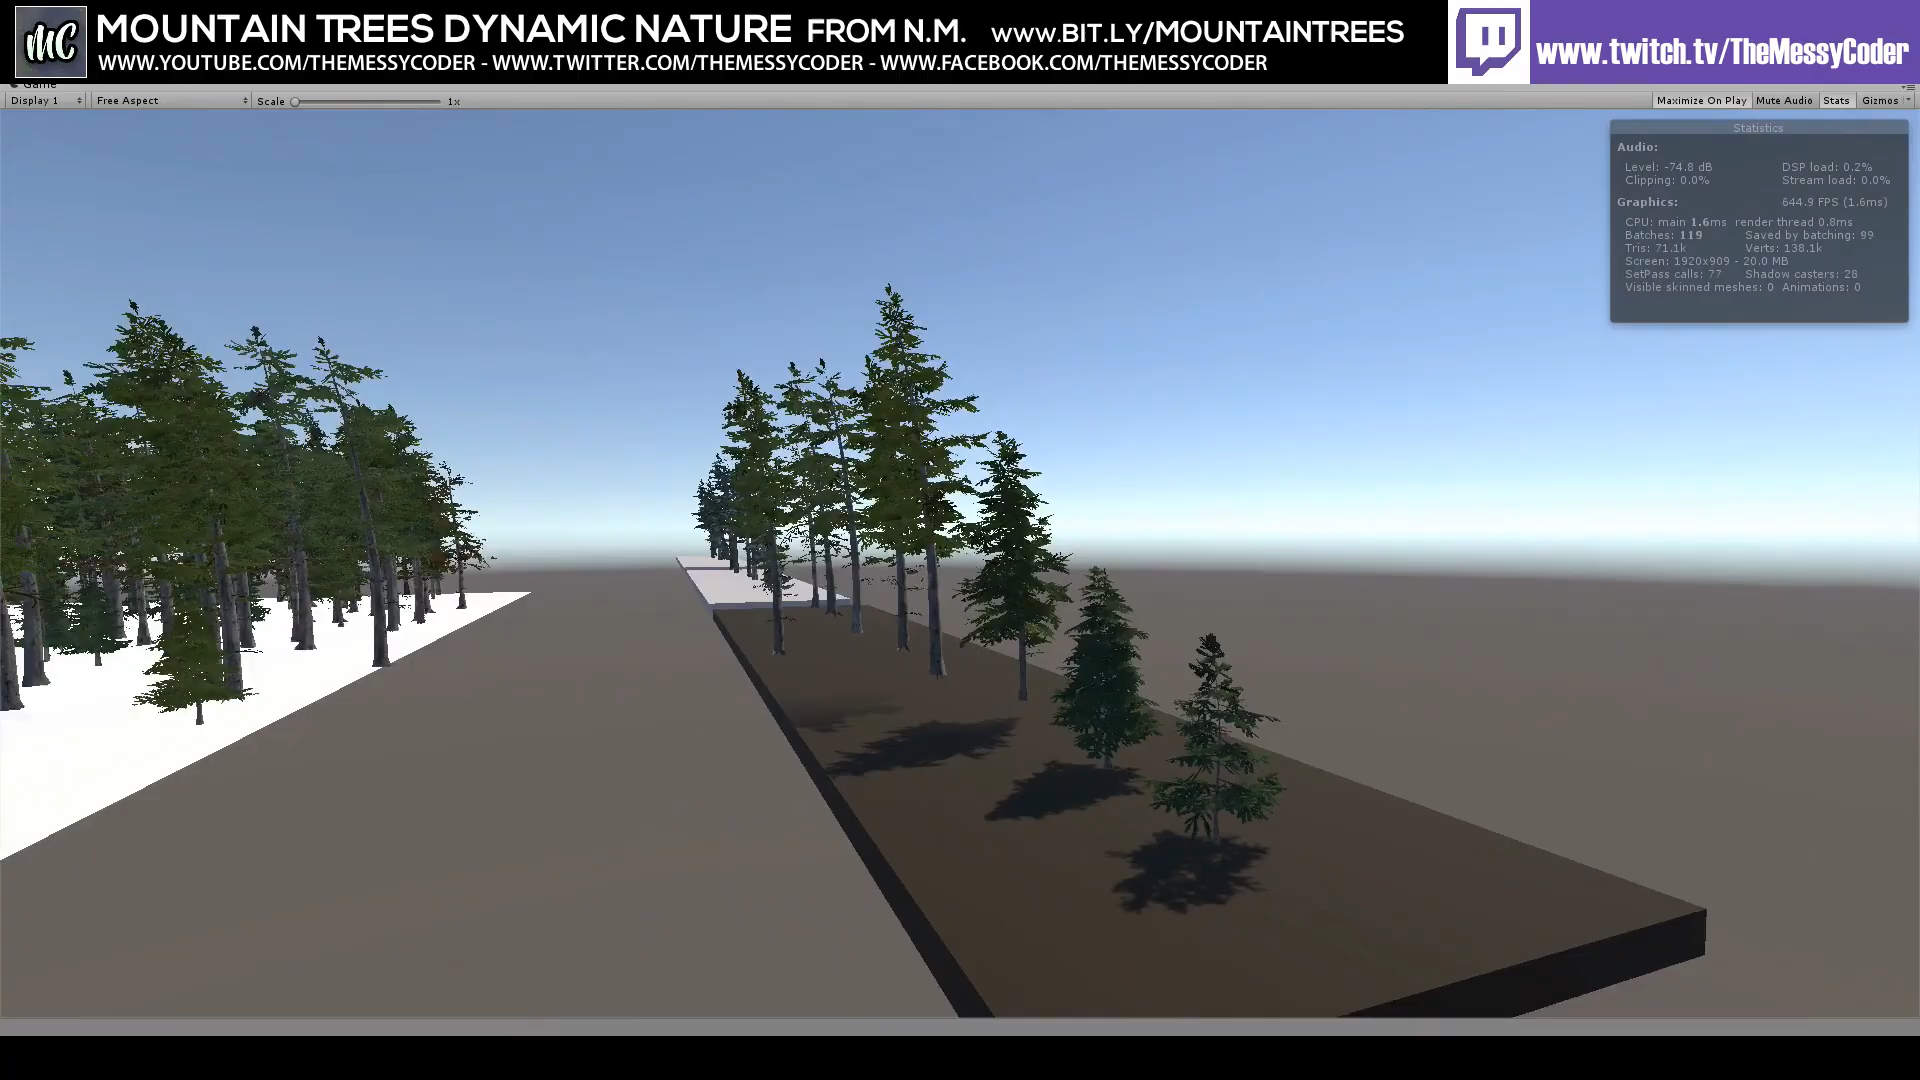 MC
MOUNTAIN TREES DYNAMIC NATURE FROM N.M. www.BIT.LY/MOUNTAINTREES
WWW.YOUTUBE.COM/THEMESSYCODER - WWW.TWITTER.COM/THEMESSYCODER - WWW.FACEBOOK.COM/THEMESSYCODER
www.twitch.tv/TheMessyCoder
Game
Display 1 Free Aspect Scale 1x Maximize On Play Mute Audio Stats Gizmos
Statistics
Audio:
Level: -74.8 dB DSP load: 0.2%
Clipping: 0.0% Stream load: 0.0%
Graphics: 644.9 FPS (1.6ms)
CPU: main 1.6ms render thread 0.8ms
Batches: 119 Saved by batching: 99
Tris: 71.1k Verts: 138.1k
Screen: 1920x909 - 20.0 MB
SetPass calls: 77 Shadow casters: 28
Visible skinned meshes: 0 Animations: 0